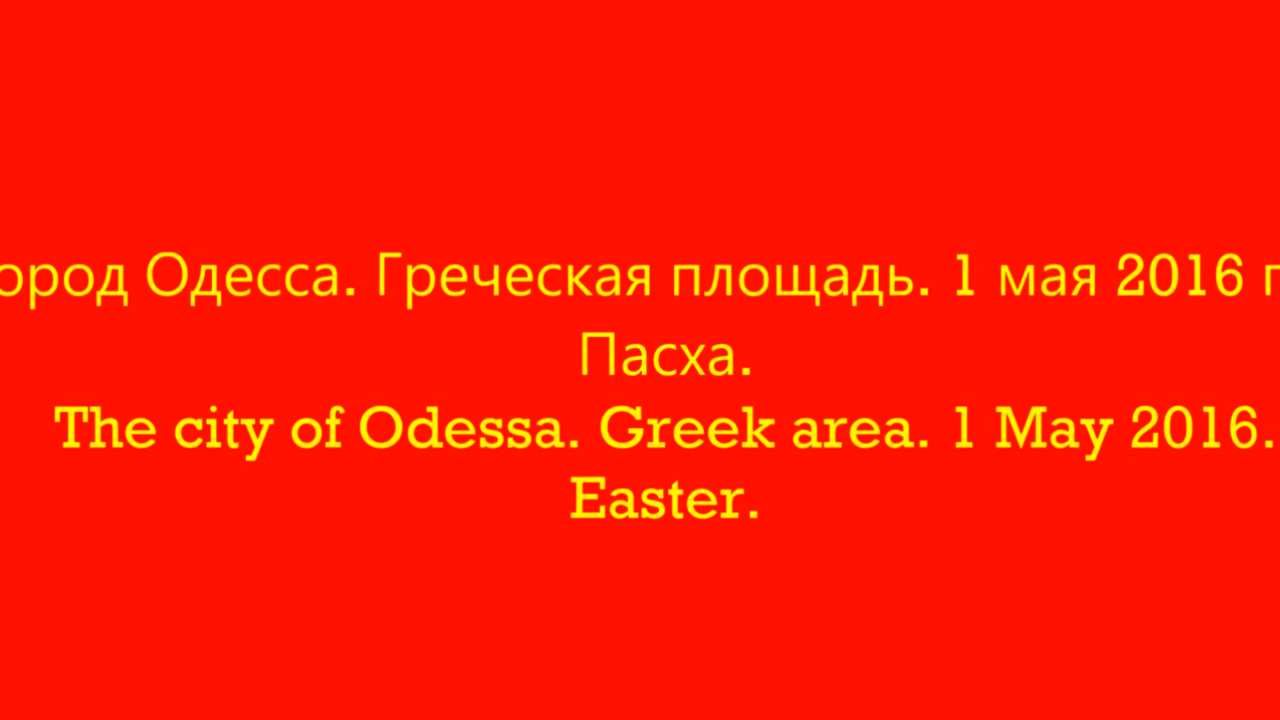 ород Одесса. Греческая площадь. 1 мая 2016 г
Пасха.
The city of Odessa. Greek area. 1 May 2016.
Easter.